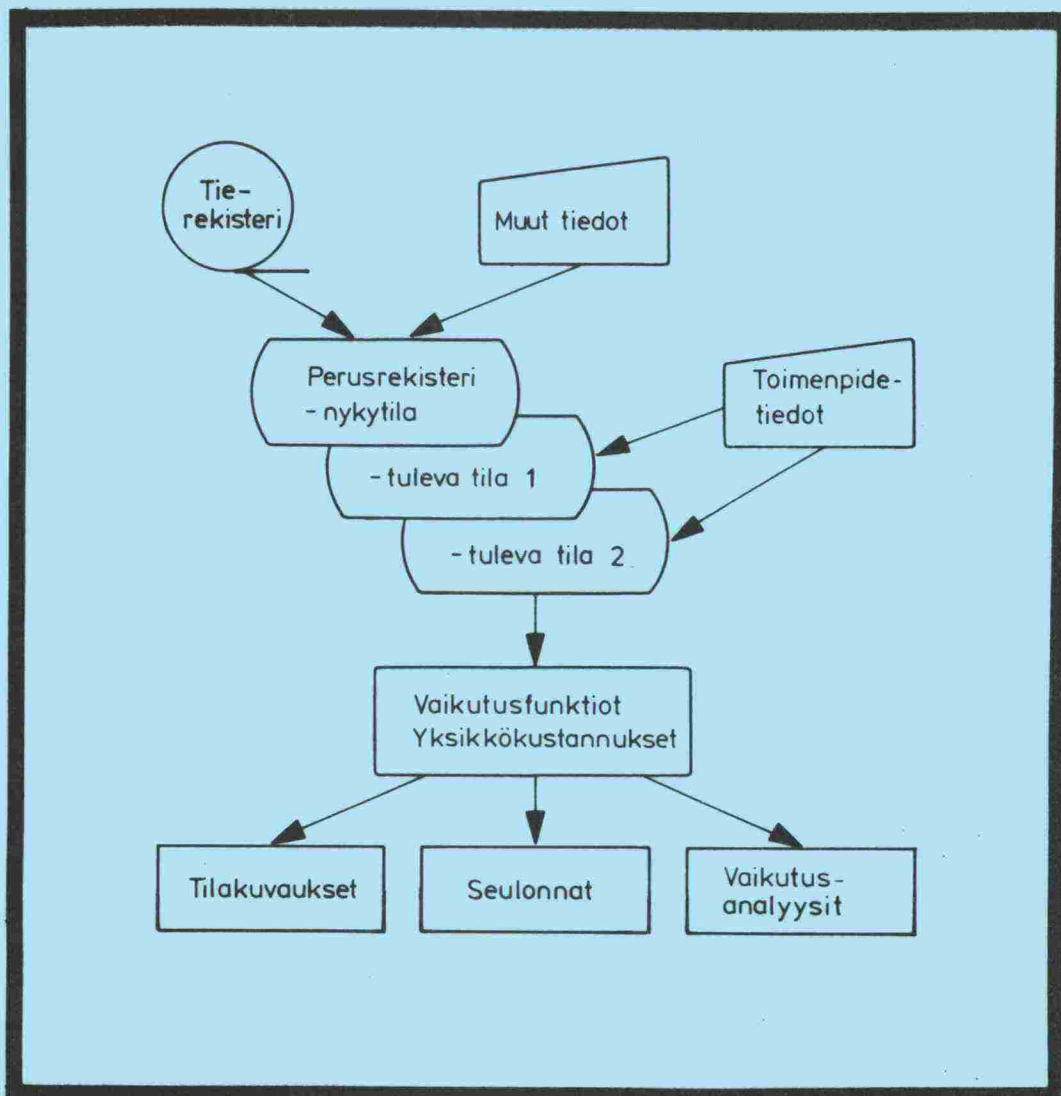 Tie-
rekisteri
Muut tiedot
Perusrekisteri
- nykytila
Toimenpide-
tiedot
- tuleva tila 1
- tuleva tila 2
Vaikutusfunktiot
Yksikkökustannukset
Tilakuvaukset
Seulonnat
Vaikutus-
analyysit